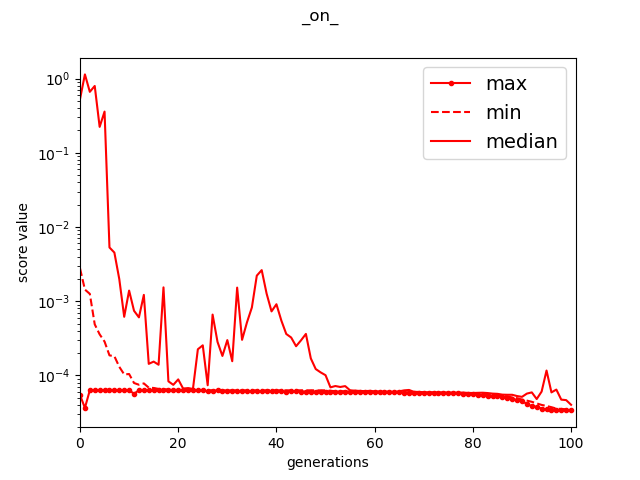 _on_
score value
10⁰
10⁻¹
10⁻²
10⁻³
10⁻⁴
max
min
median
0 20 40 60 80 100
generations